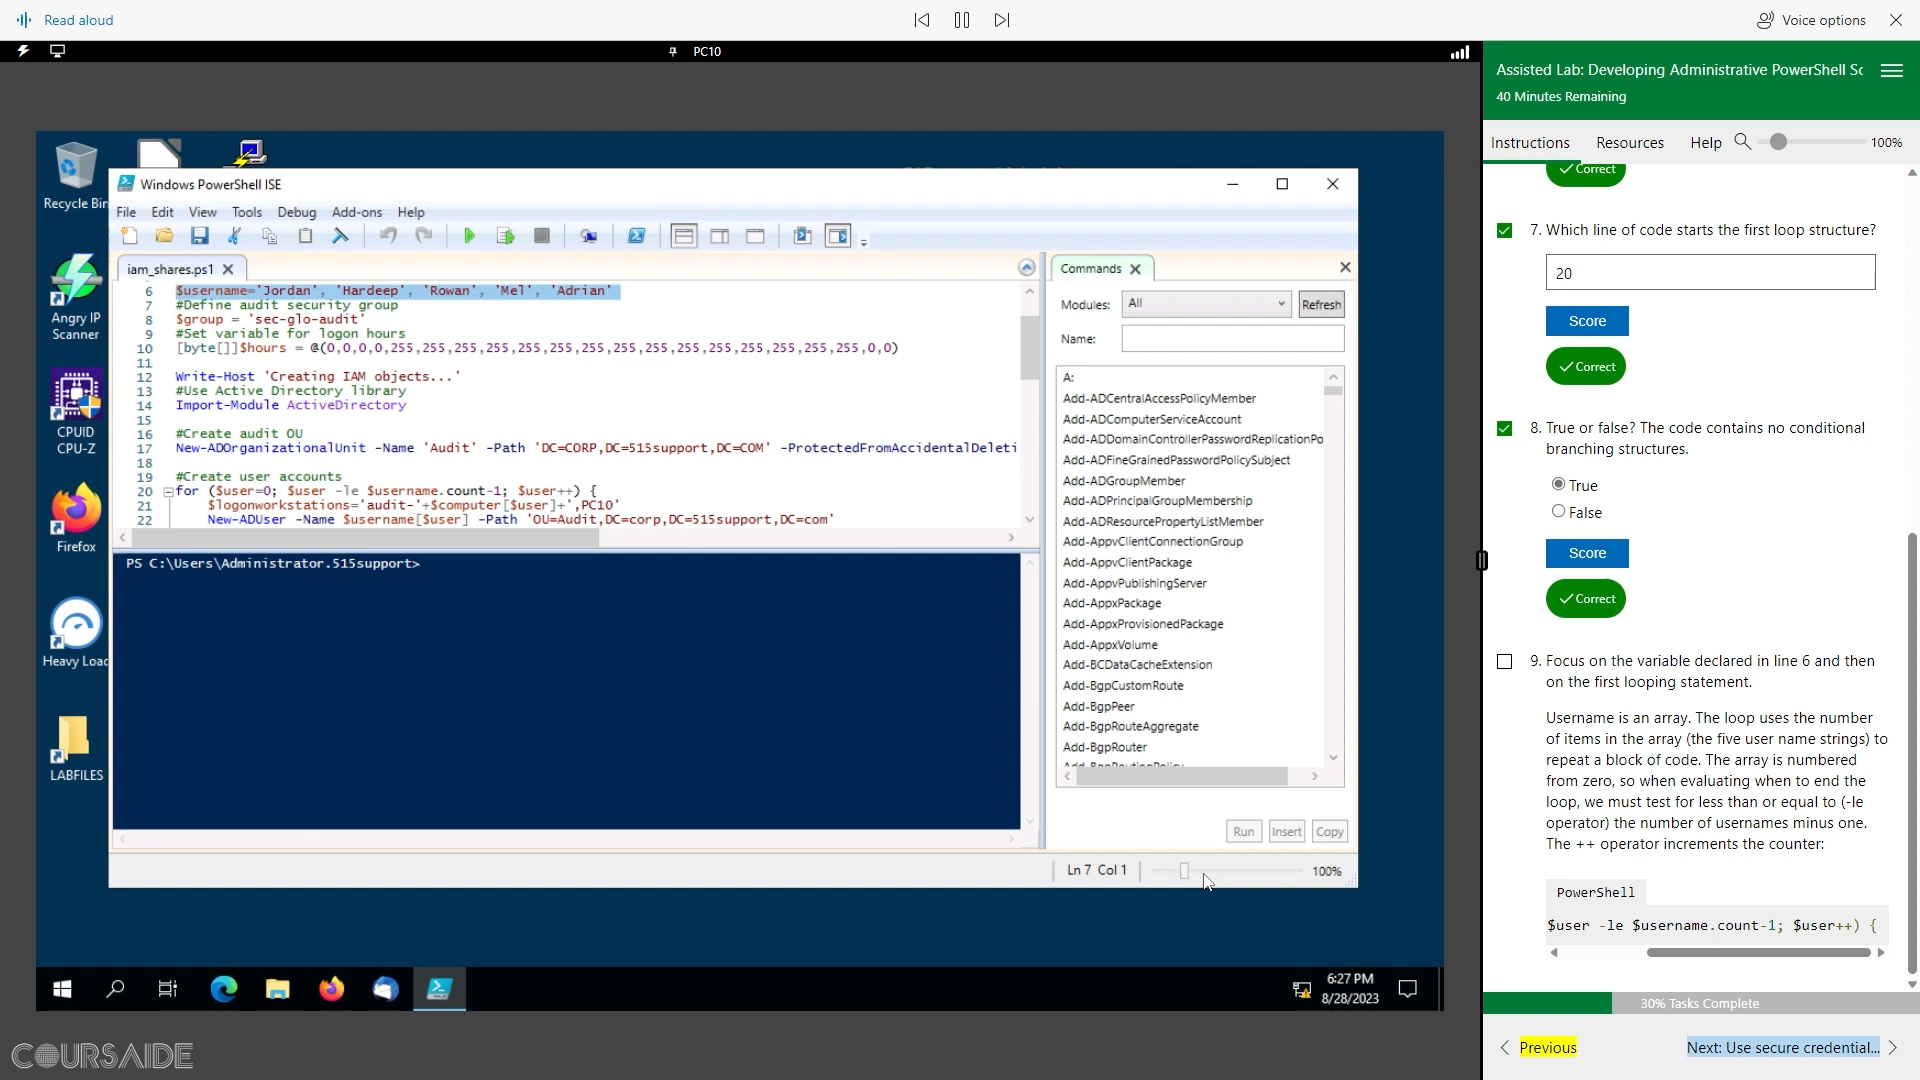 Read aloud
Voice options
PC10
Assisted Lab: Developing Administrative PowerShell Sc
40 Minutes Remaining
Instructions
Resources
Help
100%
Correct
7. Which line of code starts the first loop structure?
20
Score
Correct
8. True or false? The code contains no conditional
branching structures.
True
False
Score
Correct
9. Focus on the variable declared in line 6 and then
on the first looping statement.
Username is an array. The loop uses the number
of items in the array (the five user name strings) to
repeat a block of code. The array is numbered
from zero, so when evaluating when to end the
loop, we must test for less than or equal to (-le
operator) the number of usernames minus one.
The ++ operator increments the counter:
PowerShell
$user -le $username.count-1; $user++) {
30% Tasks Complete
Previous
Next: Use secure credential...
Recycle Bin
Angry IP
Scanner
CPUID
CPU-Z
Firefox
Heavy Load
LABFILES
Windows PowerShell ISE
File Edit View Tools Debug Add-ons Help
iam_shares.ps1
6 $username='Jordan', 'Hardeep', 'Rowan', 'Mel', 'Adrian'
7 #Define audit security group
8 $group = 'sec-glo-audit'
9 #Set variable for logon hours
10 [byte[]]$hours = @(0,0,0,0,255,255,255,255,255,255,255,255,255,255,255,255,255,255,255,0,0)
11
12 Write-Host 'Creating IAM objects...'
13 #Use Active Directory library
14 Import-Module ActiveDirectory
15
16 #Create audit OU
17 New-ADOrganizationalUnit -Name 'Audit' -Path 'DC=CORP,DC=515support,DC=COM' -ProtectedFromAccidentalDeleti
18
19 #Create user accounts
20 for ($user=0; $user -le $username.count-1; $user++) {
21 $logonworkstations='audit-'+$computer[$user]+',PC10'
22 New-ADUser -Name $username[$user] -Path 'OU=Audit,DC=corp,DC=515support,DC=com'
PS C:\Users\Administrator.515support>
Commands
Modules: All Refresh
Name:
A:
Add-ADCentralAccessPolicyMember
Add-ADComputerServiceAccount
Add-ADDomainControllerPasswordReplicationPo
Add-ADFineGrainedPasswordPolicySubject
Add-ADGroupMember
Add-ADPrincipalGroupMembership
Add-ADResourcePropertyListMember
Add-AppvClientConnectionGroup
Add-AppvClientPackage
Add-AppvPublishingServer
Add-AppxPackage
Add-AppxProvisionedPackage
Add-AppxVolume
Add-BCDataCacheExtension
Add-BgpCustomRoute
Add-BgpPeer
Add-BgpRouteAggregate
Add-BgpRouter
Add-BgpRoutingPolicy
Run Insert Copy
Ln 7 Col 1
100%
6:27 PM
8/28/2023
COURSAIDE